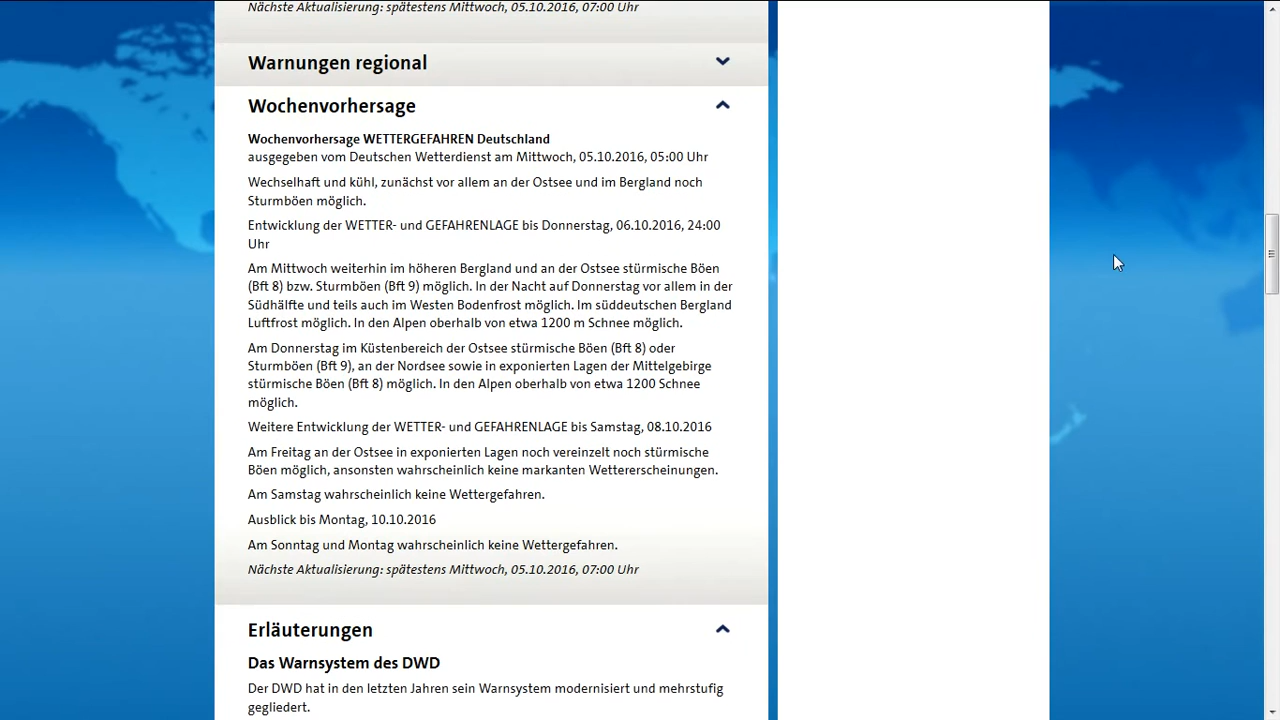 Nächste Aktualisierung: spätestens Mittwoch, 05.10.2016, 07:00 Uhr
Warnungen regional
Wochenvorhersage
Wochenvorhersage WETTERGEFAHREN Deutschland
ausgegeben vom Deutschen Wetterdienst am Mittwoch, 05.10.2016, 05:00 Uhr
Wechselhaft und kühl, zunächst vor allem an der Ostsee und im Bergland noch
Sturmböen möglich.
Entwicklung der WETTER- und GEFAHRENLAGE bis Donnerstag, 06.10.2016, 24:00
Uhr
Am Mittwoch weiterhin im höheren Bergland und an der Ostsee stürmische Böen
(Bft 8) bzw. Sturmböen (Bft 9) möglich. In der Nacht auf Donnerstag vor allem in der
Südhälfte und teils auch im Westen Bodenfrost möglich. Im süddeutschen Bergland
Luftfrost möglich. In den Alpen oberhalb von etwa 1200 m Schnee möglich.
Am Donnerstag im Küstenbereich der Ostsee stürmische Böen (Bft 8) oder
Sturmböen (Bft 9), an der Nordsee sowie in exponierten Lagen der Mittelgebirge
stürmische Böen (Bft 8) möglich. In den Alpen oberhalb von etwa 1200 Schnee
möglich.
Weitere Entwicklung der WETTER- und GEFAHRENLAGE bis Samstag, 08.10.2016
Am Freitag an der Ostsee in exponierten Lagen noch vereinzelt noch stürmische
Böen möglich, ansonsten wahrscheinlich keine markanten Wettererscheinungen.
Am Samstag wahrscheinlich keine Wettergefahren.
Ausblick bis Montag, 10.10.2016
Am Sonntag und Montag wahrscheinlich keine Wettergefahren.
Nächste Aktualisierung: spätestens Mittwoch, 05.10.2016, 07:00 Uhr
Erläuterungen
Das Warnsystem des DWD
Der DWD hat in den letzten Jahren sein Warnsystem modernisiert und mehrstufig
gegliedert.